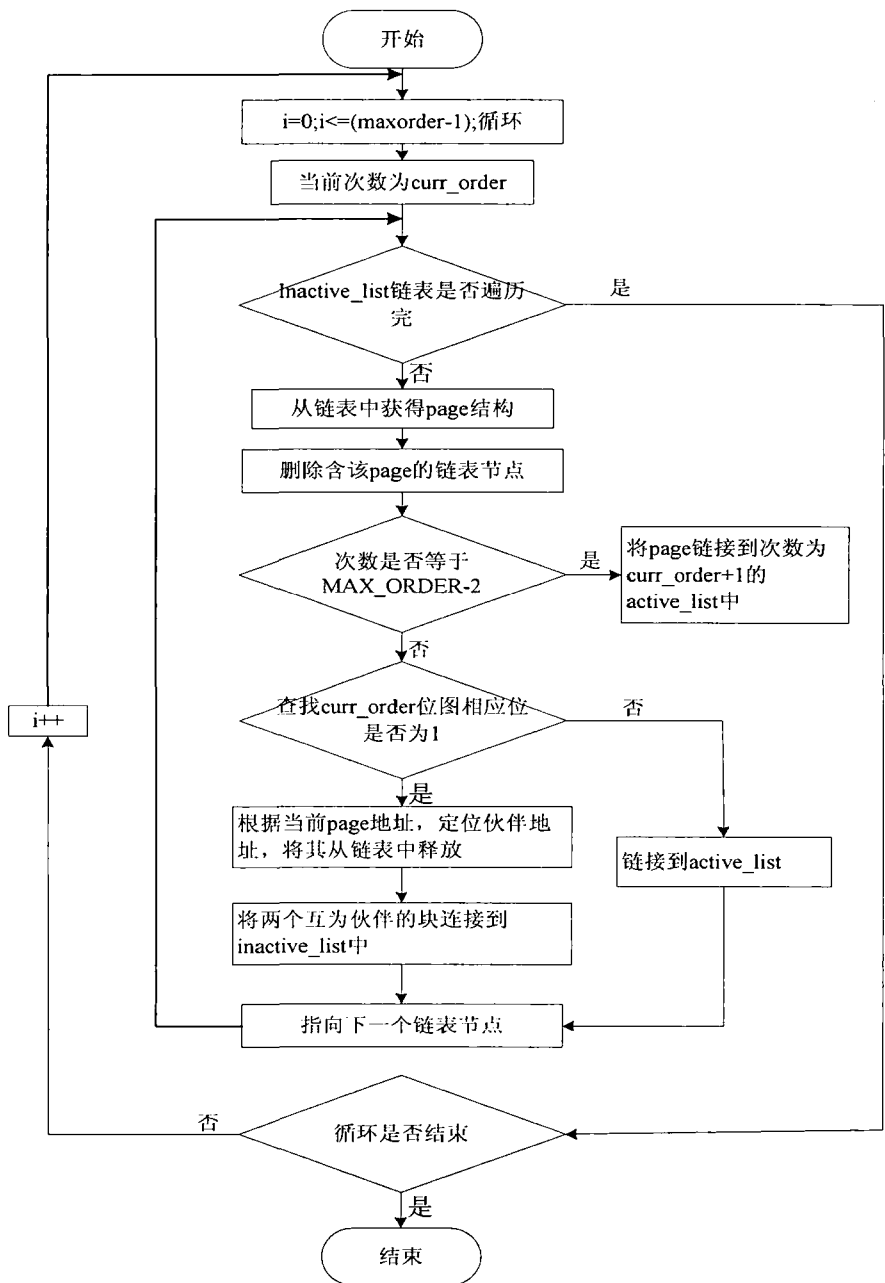 开始
i=0;i<=(maxorder-1);循环
当前次数为curr_order
Inactive_list链表是否遍历
完
是
否
从链表中获得page结构
删除含该page的链表节点
次数是否等于
MAX_ORDER-2
是
将page链接到次数为
curr_order+1的
active_list中
否
查找curr_order位图相应位
是否为1
否
i++
是
根据当前page地址，定位伙伴地
址，将其从链表中释放
链接到active_list
将两个互为伙伴的块连接到
inactive_list中
指向下一个链表节点
否
循环是否结束
是
结束